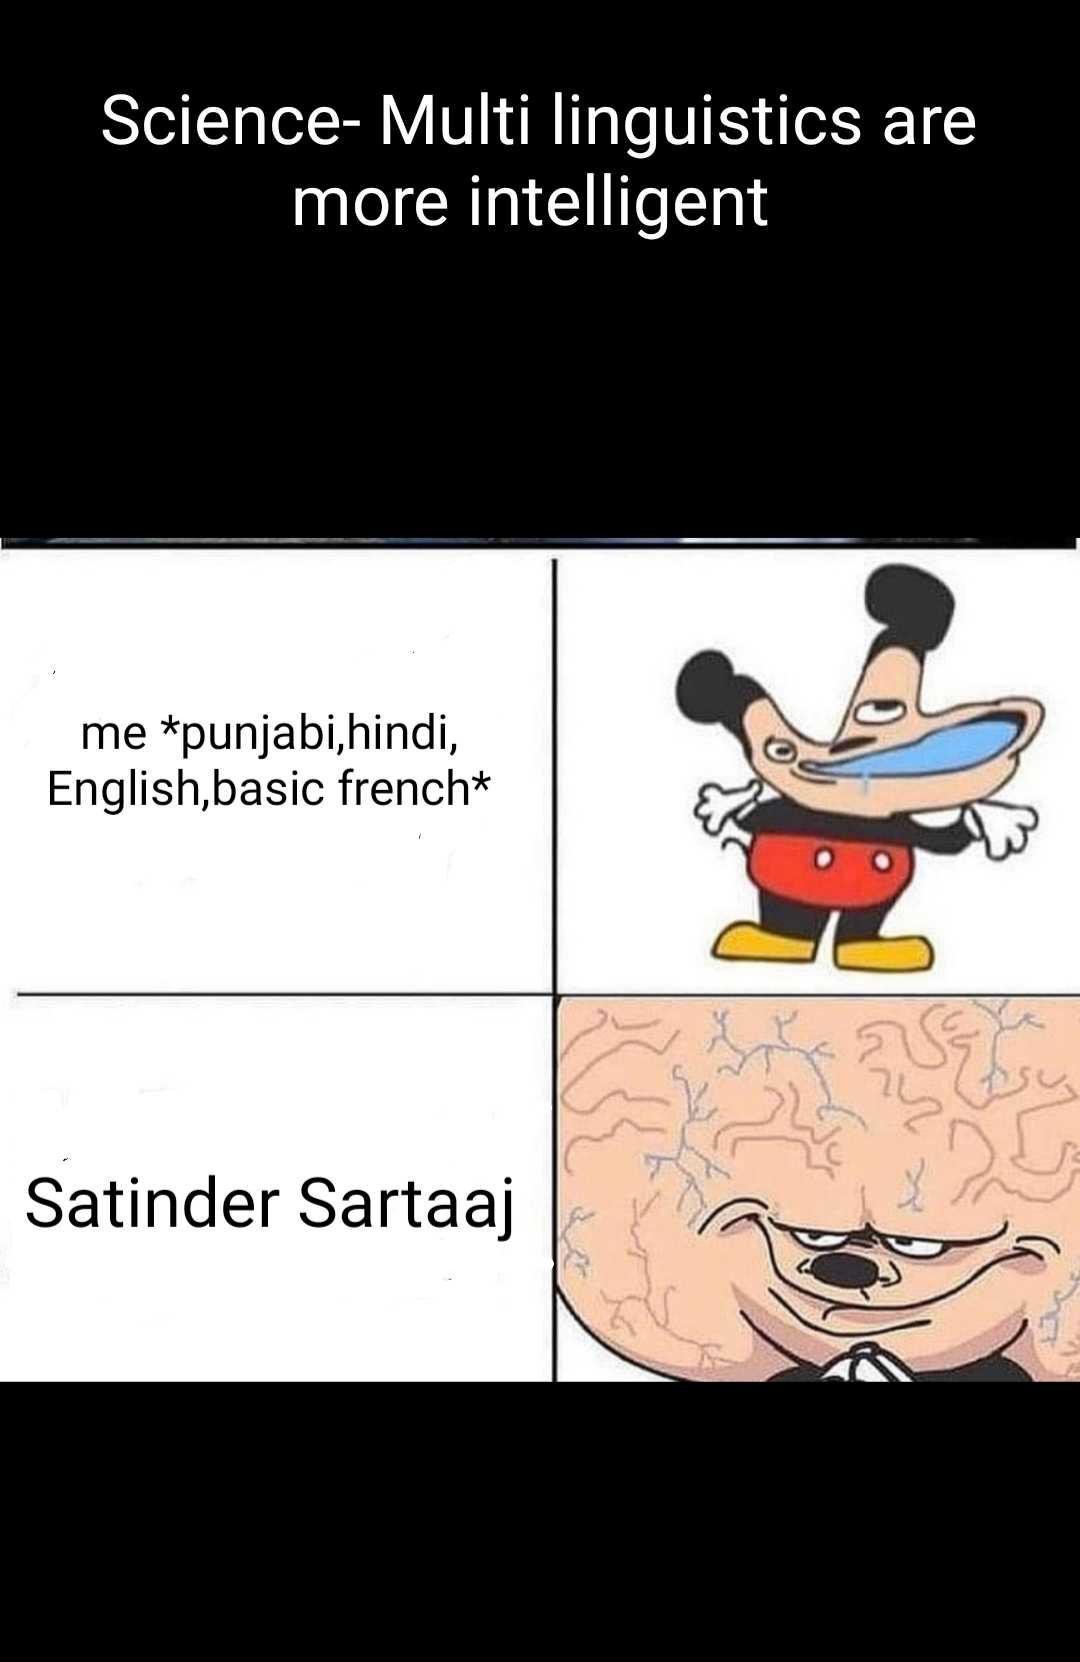 Science- Multi linguistics are
more intelligent
me *punjabi,hindi,
English,basic french*
Satinder Sartaaj